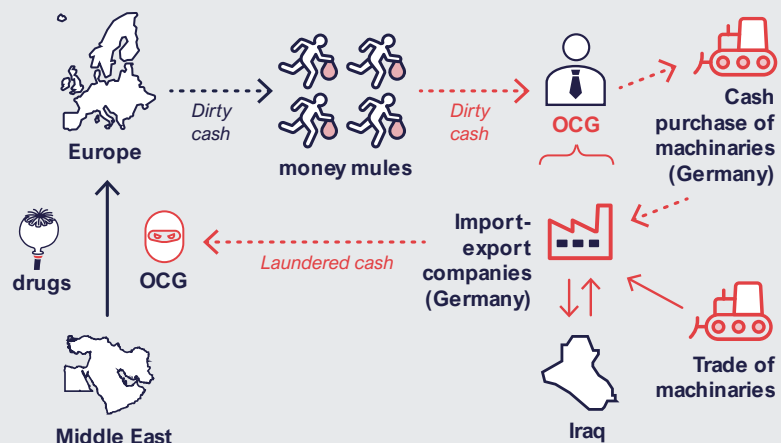 Europe
Dirty
cash
money mules
Dirty
cash
OCG
Cash
purchase of
machinaries
(Germany)
drugs
OCG
Laundered cash
Import-
export
companies
(Germany)
Middle East
Iraq
Trade of
machinaries